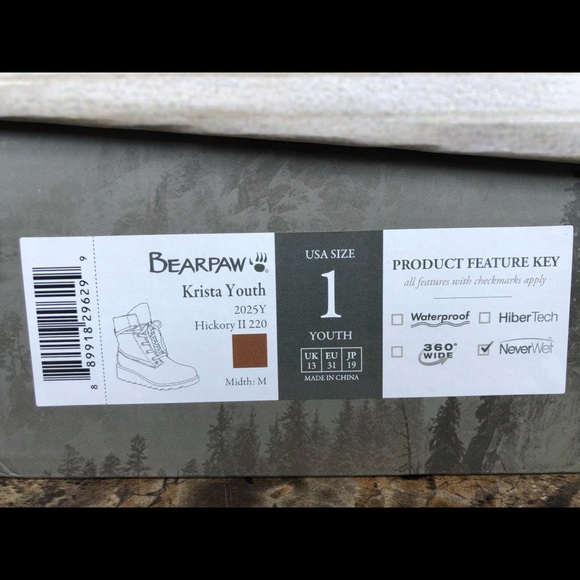 8 89918 29629 9
BEARPAW
Krista Youth
2025Y
Hickory II 220
Midth: M
USA SIZE
1
YOUTH
UK EU JP
13 31 19
MADE IN CHINA
PRODUCT FEATURE KEY
all features with checkmarks apply
Waterproof HiberTech
360° WIDE NeverWet